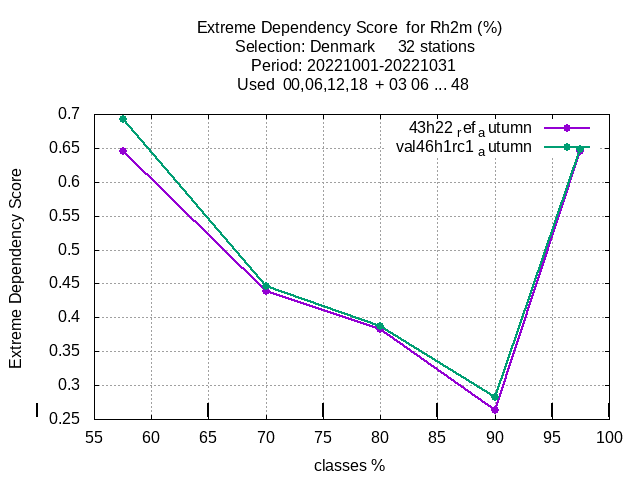 Extreme Dependency Score  for Rh2m (%)
Selection: Denmark     32 stations
Period: 20221001-20221031
Used  00,06,12,18  + 03 06 ... 48
43h22 ref autumn
val46h1rc1 autumn
Extreme Dependency Score
0.7
0.65
0.6
0.55
0.5
0.45
0.4
0.35
0.3
0.25
55 60 65 70 75 80 85 90 95 100
classes %